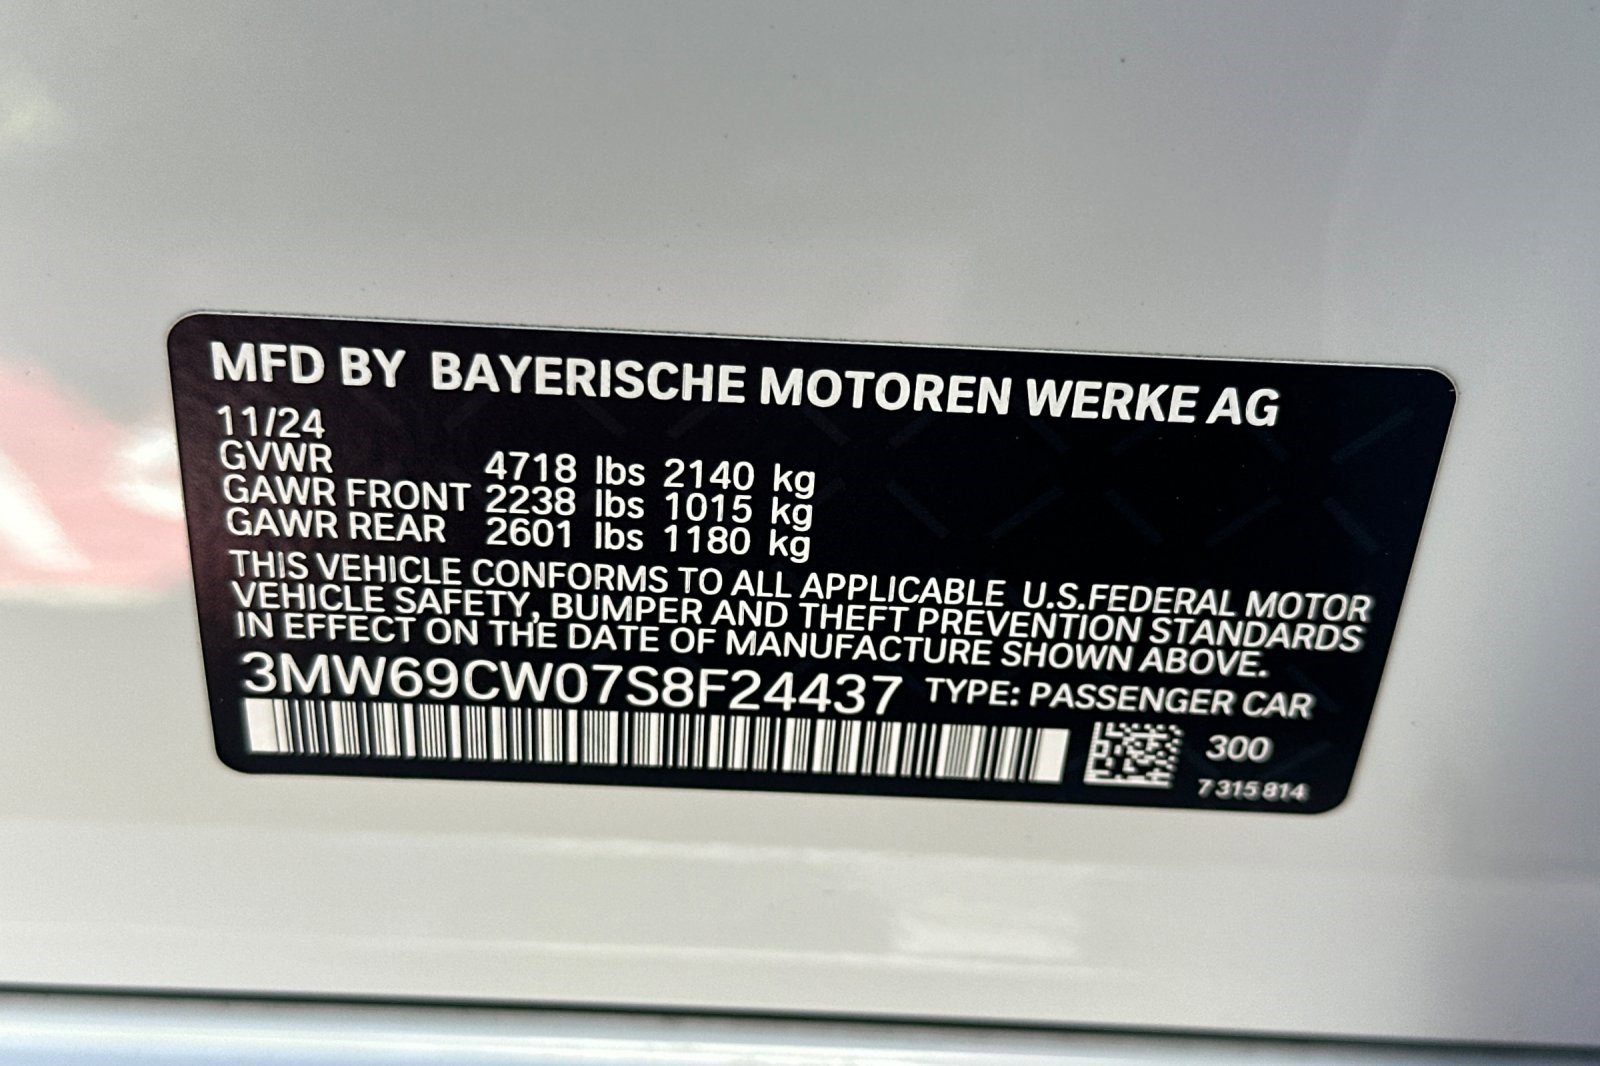 MFD BY BAYERISCHE MOTOREN WERKE AG
11/24
GVWR 4718 lbs 2140 kg
GAWR FRONT 2238 lbs 1015 kg
GAWR REAR 2601 lbs 1180 kg
THIS VEHICLE CONFORMS TO ALL APPLICABLE U.S.FEDERAL MOTOR
VEHICLE SAFETY, BUMPER AND THEFT PREVENTION STANDARDS
IN EFFECT ON THE DATE OF MANUFACTURE SHOWN ABOVE.
3MW69CW07S8F24437 TYPE: PASSENGER CAR
300
7 315 814